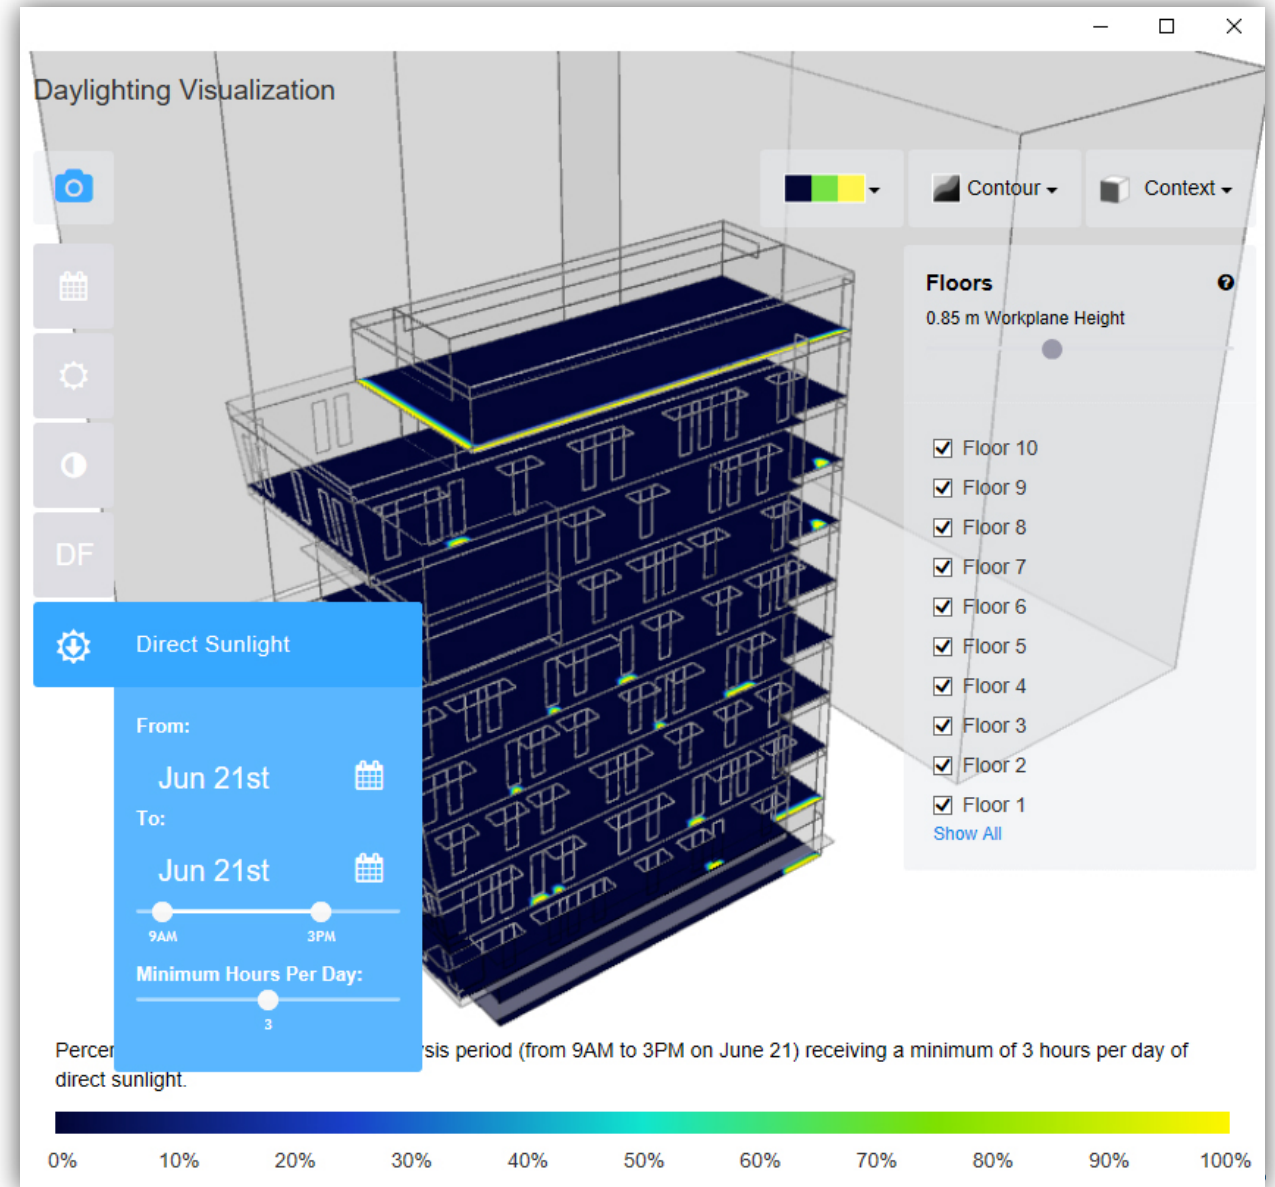 Daylighting Visualization
Contour
Context
Floors
0.85 m Workplane Height
Floor 10
Floor 9
Floor 8
Floor 7
Floor 6
Floor 5
Floor 4
Floor 3
Floor 2
Floor 1
Show All
DF
Direct Sunlight
From:
Jun 21st
To:
Jun 21st
9AM 3PM
Minimum Hours Per Day:
3
period (from 9AM to 3PM on June 21) receiving a minimum of 3 hours per day of
direct sunlight.
0% 10% 20% 30% 40% 50% 60% 70% 80% 90% 100%